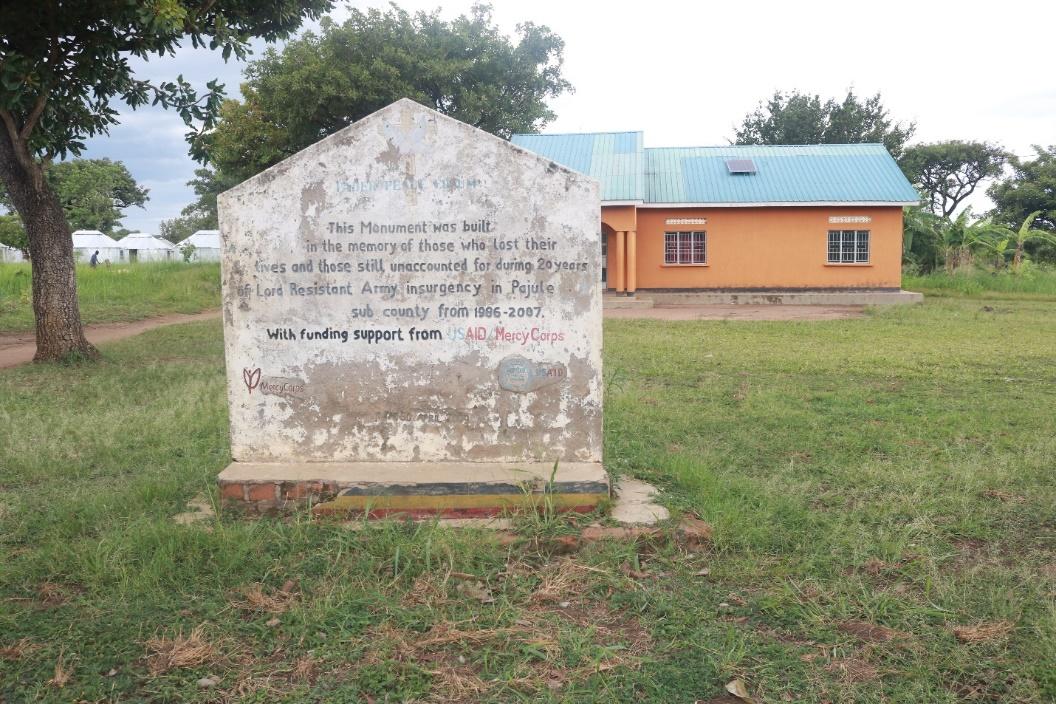 This Monument was built
in the memory of those who lost their
lives and those still unaccounted for during 20 years
of Lord Resistant Army insurgency in Pajule
sub county from 1986-2007.
With funding support from USAID/MercyCorps
MercyCorps
USAID